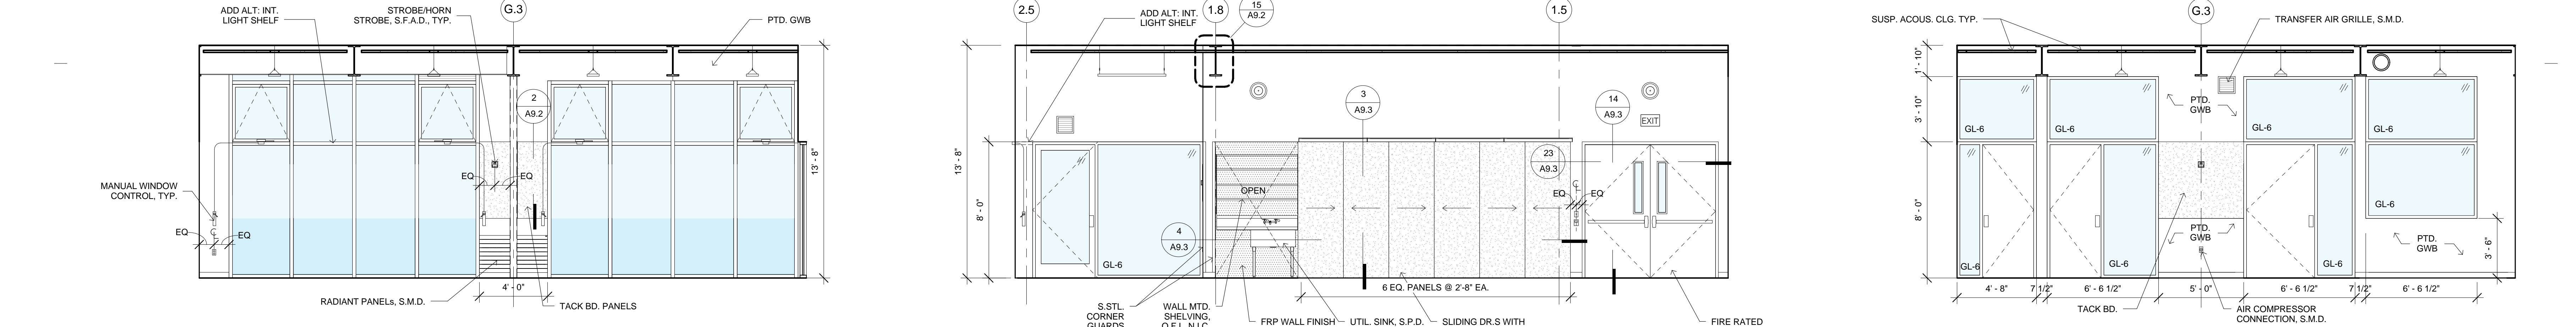 ADD ALT: INT.
LIGHT SHELF
STROBE/HORN
STROBE, S.F.A.D., TYP.
G.3
PTD. GWB
2
A9.2
13' - 8"
EQ
EQ
MANUAL WINDOW
CONTROL, TYP.
EQ
EQ
RADIANT PANELs, S.M.D.
4' - 0"
TACK BD. PANELS
2.5
ADD ALT: INT.
LIGHT SHELF
1.8
15
A9.2
1.5
3
A9.3
14
A9.3
EXIT
13' - 8"
8' - 0"
23
A9.3
OPEN
EQ
EQ
4
A9.3
GL-6
6 EQ. PANELS @ 2'-8" EA.
S.STL.
CORNER
GUARDS
WALL MTD.
SHELVING,
O.F.I., N.I.C.
FRP WALL FINISH
UTIL. SINK, S.P.D.
SLIDING DR.S WITH
FIRE RATED
SUSP. ACOUS. CLG. TYP.
G.3
TRANSFER AIR GRILLE, S.M.D.
1' - 10"
3' - 10"
8' - 0"
PTD.
GWB
GL-6
GL-6
GL-6
GL-6
GL-6
PTD.
GWB
PTD.
GWB
3' - 6"
GL-6
GL-6
GL-6
4' - 8"
7 1/2"
6' - 6 1/2"
5' - 0"
6' - 6 1/2"
7 1/2"
6' - 6 1/2"
TACK BD.
AIR COMPRESSOR
CONNECTION, S.M.D.